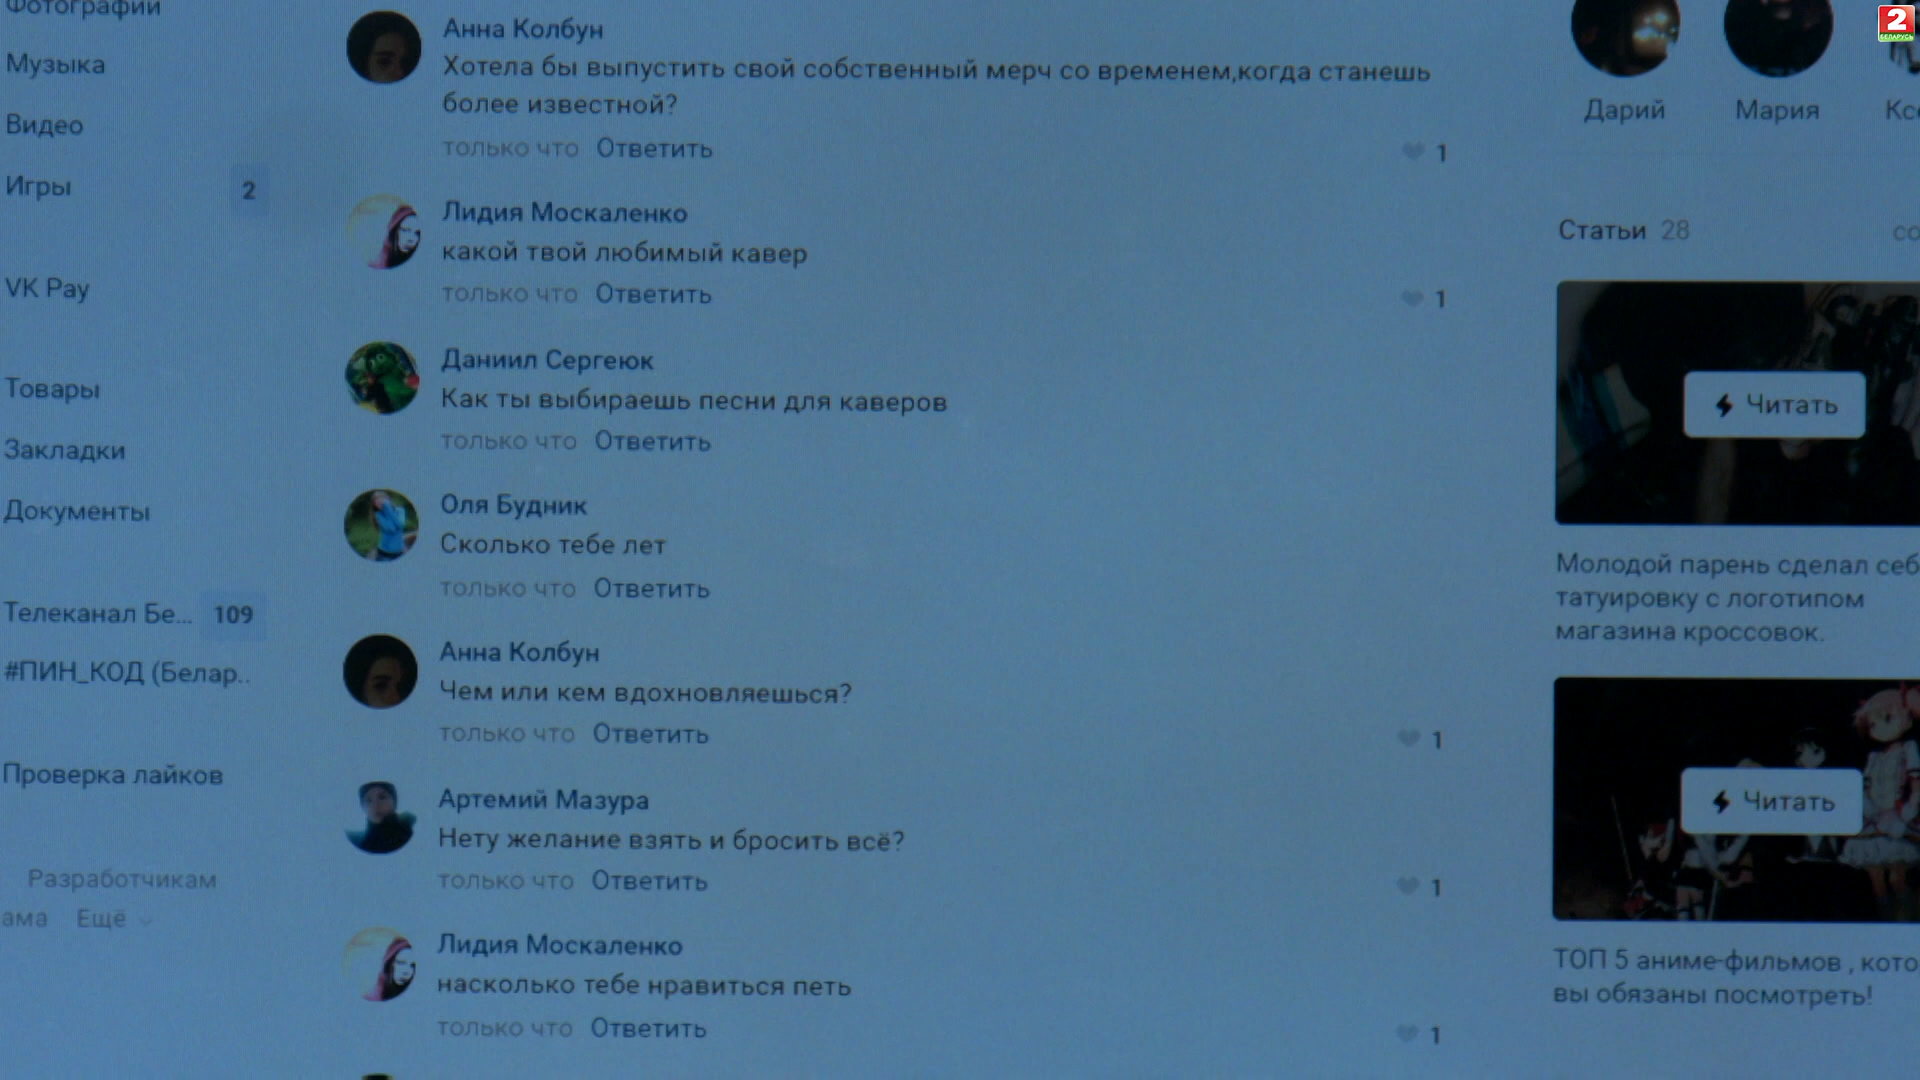 Фотографии
Музыка
Видео
Игры 2
VK Pay
Товары
Закладки
Документы
Телеканал Бе... 109
#ПИН_КОД (Белар..
Проверка лайков
Разработчикам
Ещё
Анна Колбун
Хотела бы выпустить свой собственный мерч со временем,когда станешь
более известной?
только что Ответить 1
Лидия Москаленко
какой твой любимый кавер
только что Ответить 1
Даниил Сергеюк
Как ты выбираешь песни для каверов
только что Ответить
Оля Будник
Сколько тебе лет
только что Ответить
Анна Колбун
Чем или кем вдохновляешься?
только что Ответить 1
Артемий Мазура
Нету желание взять и бросить всё?
только что Ответить 1
Лидия Москаленко
насколько тебе нравиться петь
только что Ответить 1
Дарий Мария
Статьи 28
Читать
Молодой парень сделал себ
татуировку с логотипом
магазина кроссовок.
Читать
ТОП 5 аниме-фильмов , кото
вы обязаны посмотреть!
2
БЕЛАРУСЬ